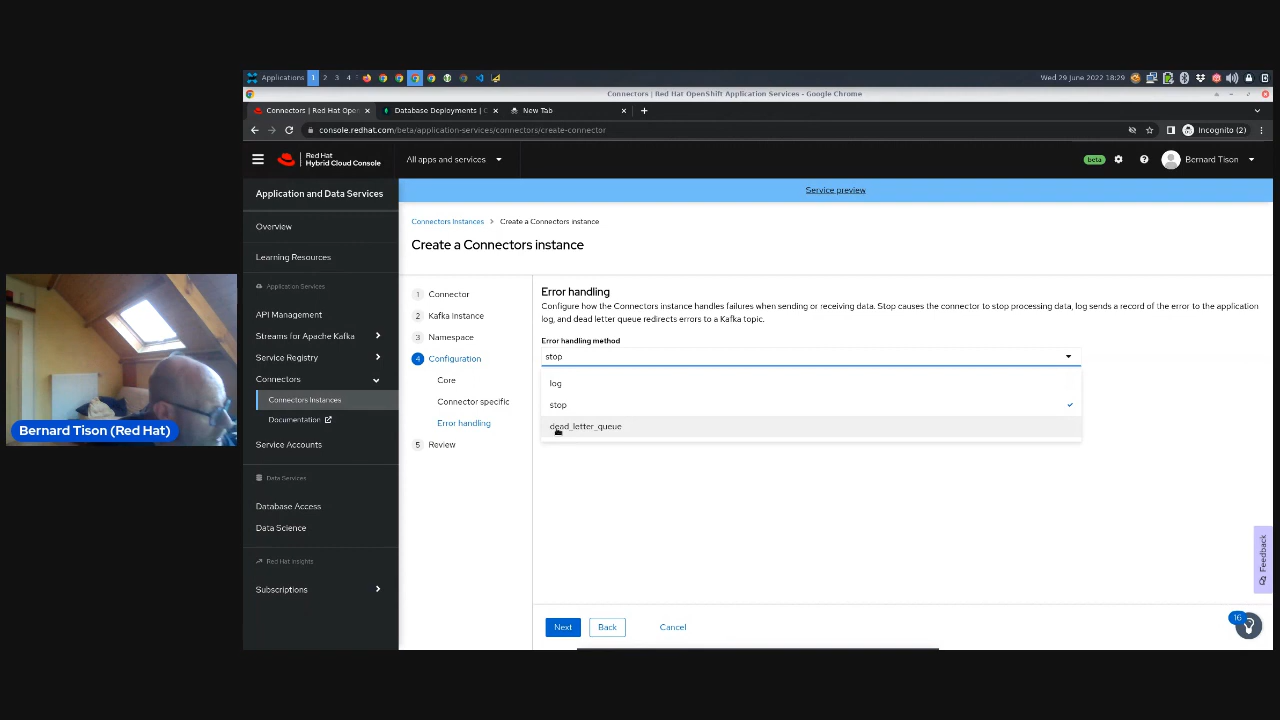 Applications 1 2 3 4
Wed 29 June 2022 18:29
Connectors | Red Hat OpenShift Application Services - Google Chrome
Connectors | Red Hat Open
Database Deployments | C
New Tab
console.redhat.com/beta/application-services/connectors/create-connector
Incognito (2)
Red Hat
Hybrid Cloud Console
All apps and services
beta
Bernard Tison
Application and Data Services
Service preview
Overview
Learning Resources
Application Services
API Management
Streams for Apache Kafka
Service Registry
Connectors
Connectors Instances
Documentation
Service Accounts
Data Services
Database Access
Data Science
Red Hat Insights
Subscriptions
Connectors Instances > Create a Connectors instance
Create a Connectors instance
1 Connector
2 Kafka Instance
3 Namespace
4 Configuration
Core
Connector specific
Error handling
5 Review
Error handling
Configure how the Connectors instance handles failures when sending or receiving data. Stop causes the connector to stop processing data, log sends a record of the error to the application
log, and dead letter queue redirects errors to a Kafka topic.
Error handling method
stop
log
stop
dead_letter_queue
Next
Back
Cancel
Feedback
16
Bernard Tison (Red Hat)